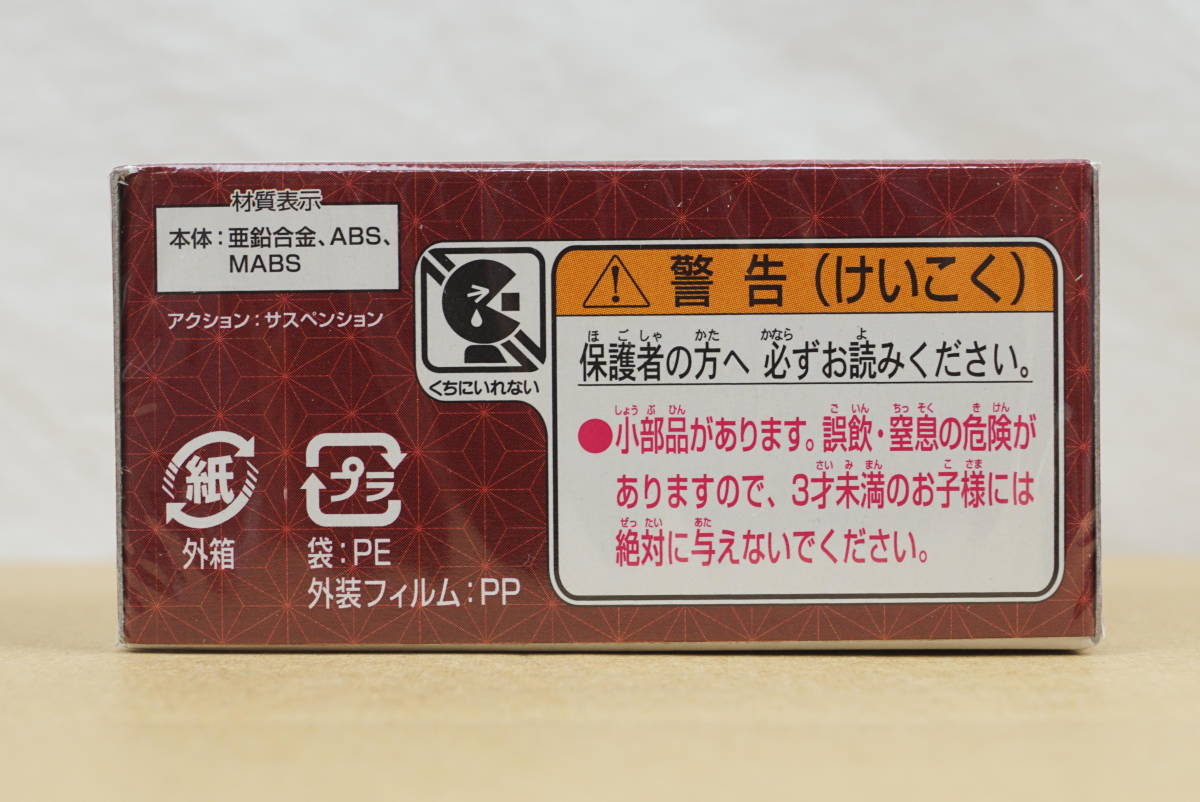 材質表示
本体：亜鉛合金、ABS、
MABS
アクション：サスペンション
くちにいれない
紙
外箱
プラ
袋：PE
外装フィルム：PP
警告（けいこく）
ほごしゃ かた かなら よ
保護者の方へ 必ずお読みください。
しょうぶひん ごいん ちっそく きけん
●小部品があります。誤飲・窒息の危険が
さいみまん こさま
ありますので、3才未満のお子様には
ぜったい あた
絶対に与えないでください。